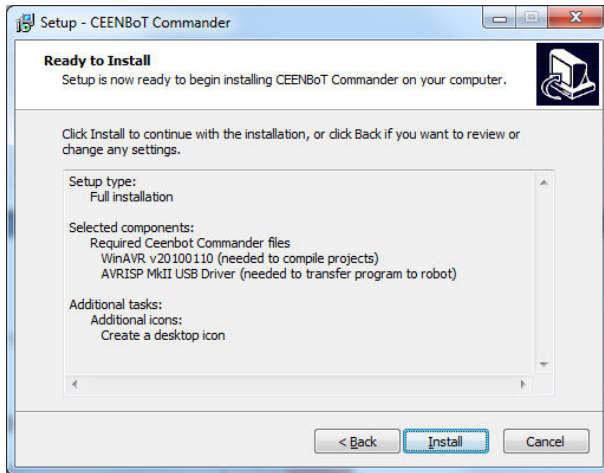 Setup - CEENBoT Commander
Ready to Install
Setup is now ready to begin installing CEENBoT Commander on your computer.
Click Install to continue with the installation, or click Back if you want to review or
change any settings.
Setup type:
Full installation
Selected components:
Required Ceenbot Commander files
WinAVR v20100110 (needed to compile projects)
AVRISP MkII USB Driver (needed to transfer program to robot)
Additional tasks:
Additional icons:
Create a desktop icon
< Back Install Cancel